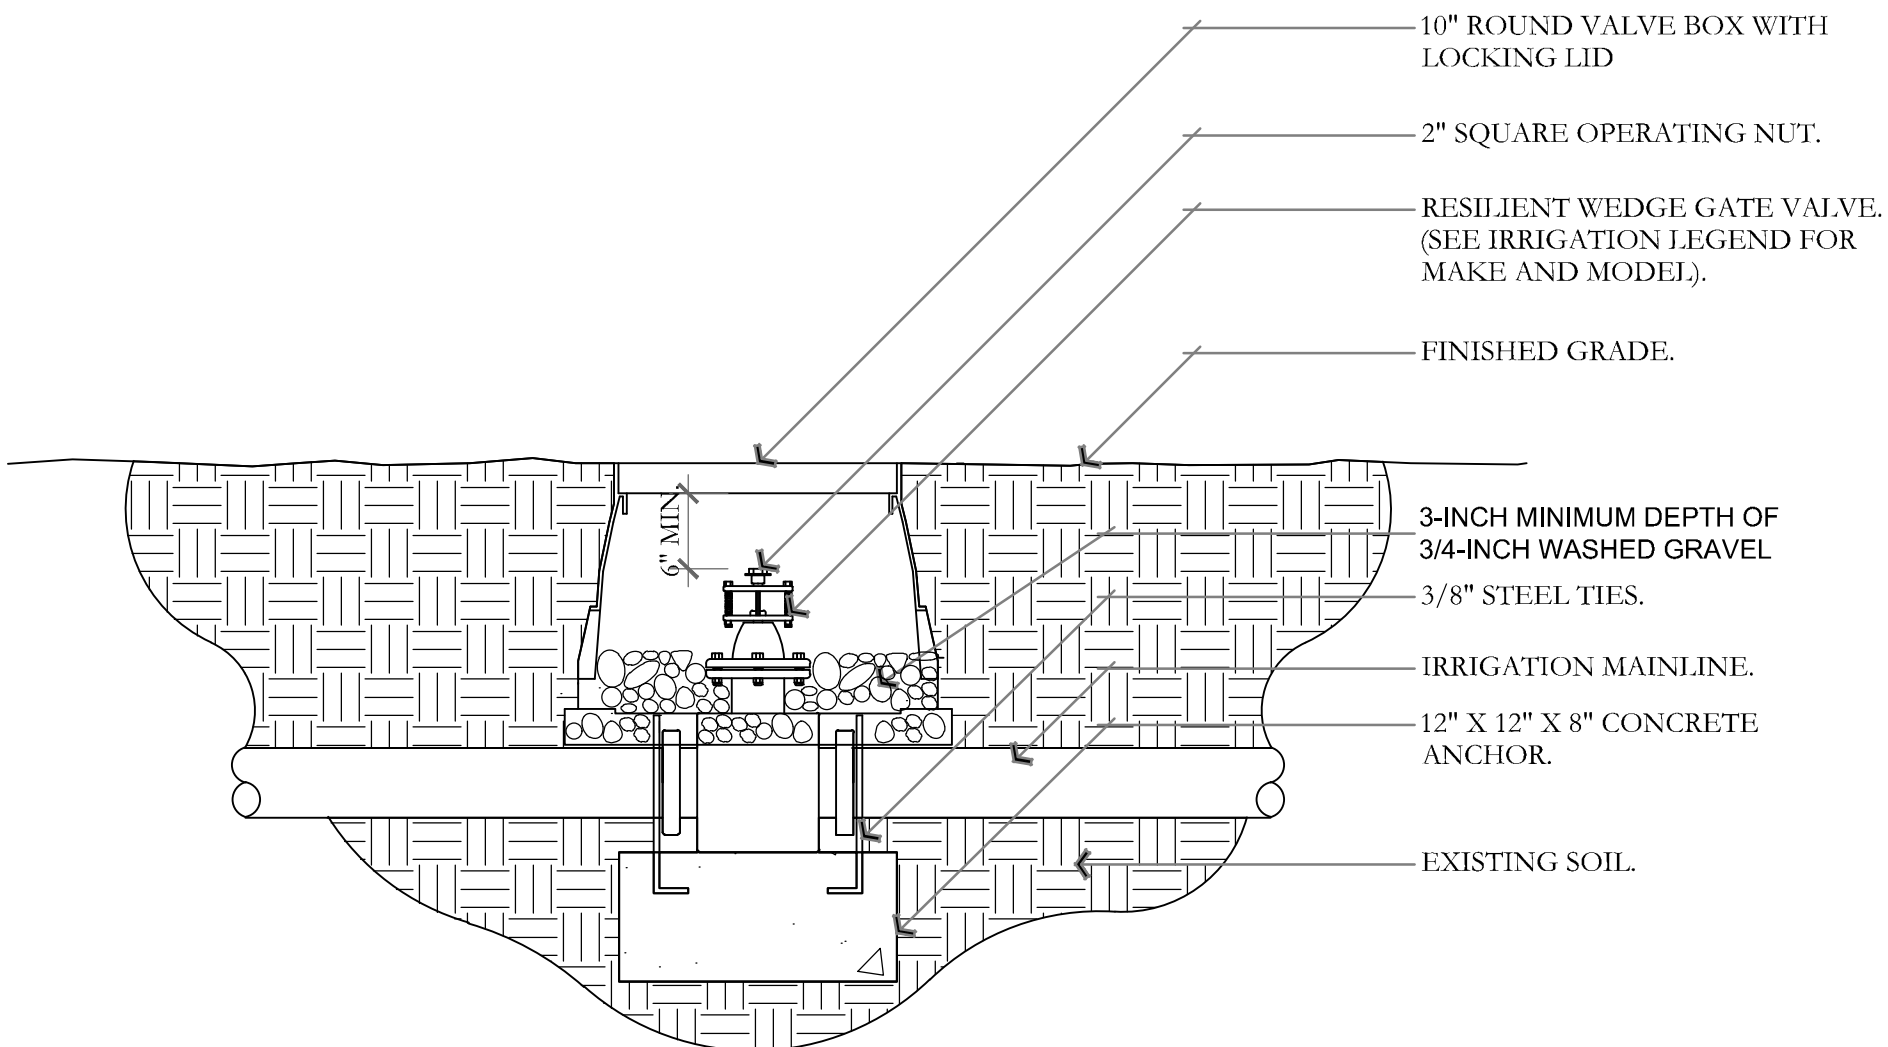 10" ROUND VALVE BOX WITH
LOCKING LID
2" SQUARE OPERATING NUT.
RESILIENT WEDGE GATE VALVE.
(SEE IRRIGATION LEGEND FOR
MAKE AND MODEL).
FINISHED GRADE.
6" MIN.
3-INCH MINIMUM DEPTH OF
3/4-INCH WASHED GRAVEL
3/8" STEEL TIES.
IRRIGATION MAINLINE.
12" X 12" X 8" CONCRETE
ANCHOR.
EXISTING SOIL.